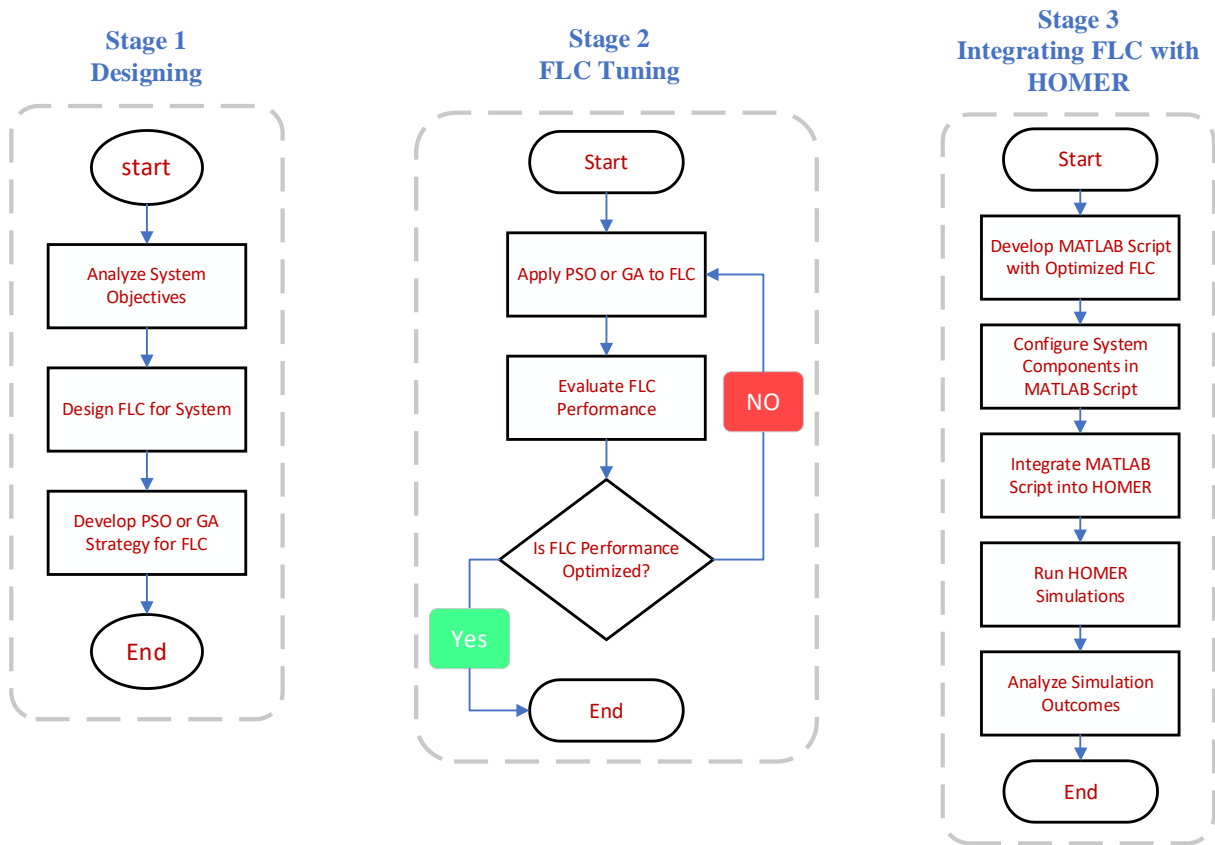 Stage 1
Designing
start
Analyze System
Objectives
Design FLC for System
Develop PSO or GA
Strategy for FLC
End
Stage 2
FLC Tuning
Start
Apply PSO or GA to FLC
Evaluate FLC
Performance
NO
Is FLC Performance
Optimized?
Yes
End
Stage 3
Integrating FLC with
HOMER
Start
Develop MATLAB Script
with Optimized FLC
Configure System
Components in
MATLAB Script
Integrate MATLAB
Script into HOMER
Run HOMER
Simulations
Analyze Simulation
Outcomes
End